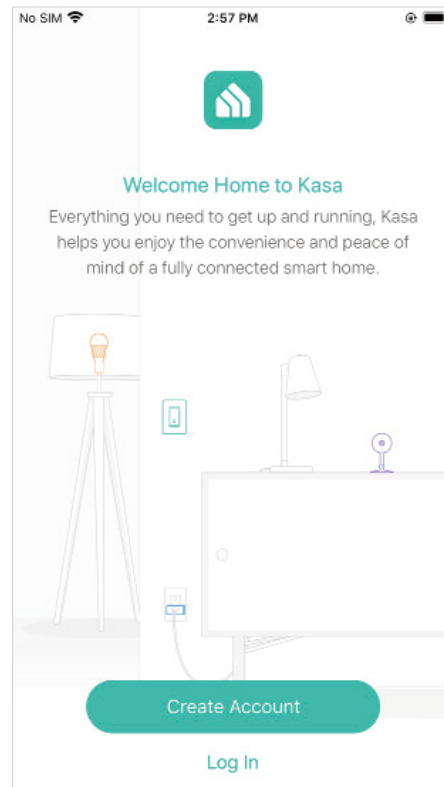 No SIM 2:57 PM
Welcome Home to Kasa
Everything you need to get up and running, Kasa
helps you enjoy the convenience and peace of
mind of a fully connected smart home.
Create Account
Log In